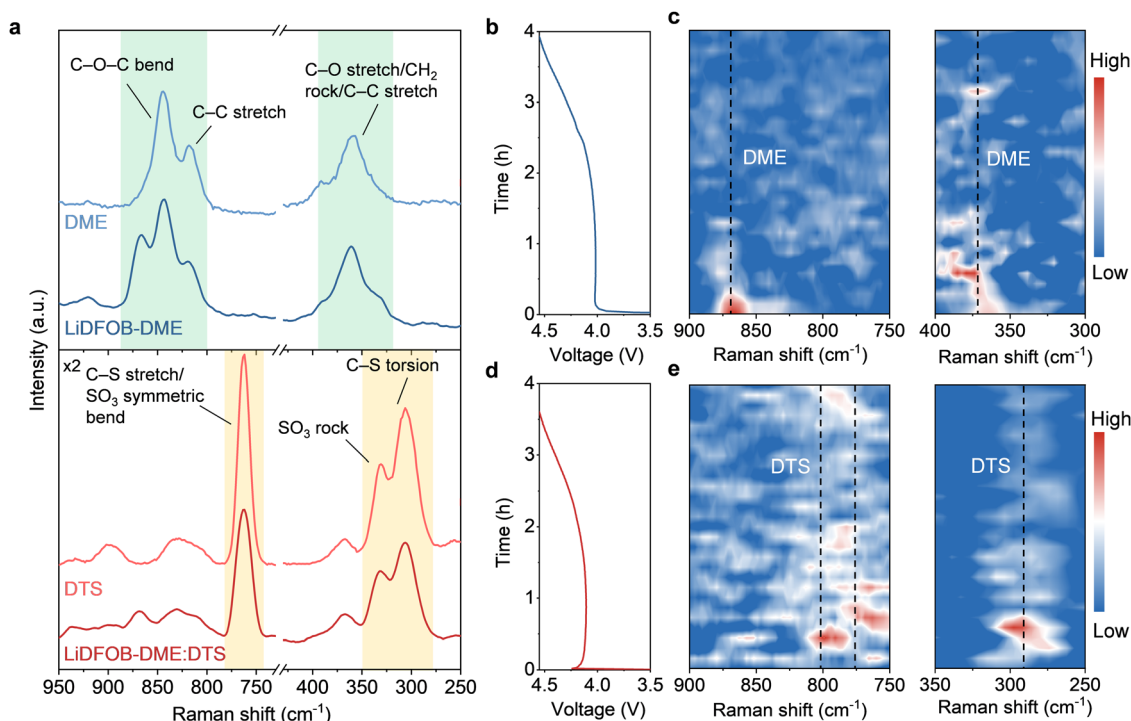 a
C–O–C bend
C–C stretch
C–O stretch/CH2
rock/C–C stretch
DME
LiDFOB-DME
x2
C–S stretch/
SO3 symmetric
bend
SO3 rock
C–S torsion
DTS
LiDFOB-DME:DTS
Intensity (a.u.)
950 850 750 400 350 300 250
Raman shift (cm-1)
b
4
3
2
1
0
Time (h)
4.5 4.0 3.5
Voltage (V)
c
DME
900 850 800 750
Raman shift (cm-1)
DME
400 350 300
Raman shift (cm-1)
High
Low
d
4
3
2
1
0
Time (h)
4.5 4.0 3.5
Voltage (V)
e
DTS
900 850 800 750
Raman shift (cm-1)
DTS
350 300 250
Raman shift (cm-1)
High
Low